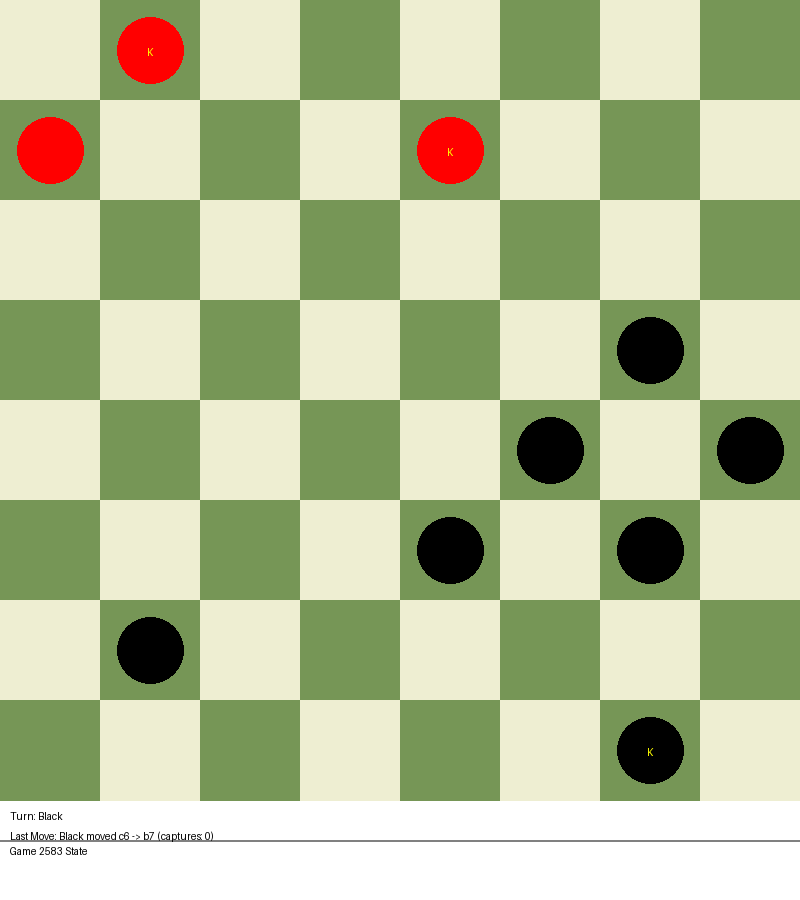 K
K
K
Turn: Black
Last Move: Black moved c6 -> b7 (captures: 0)
Game 2583 State